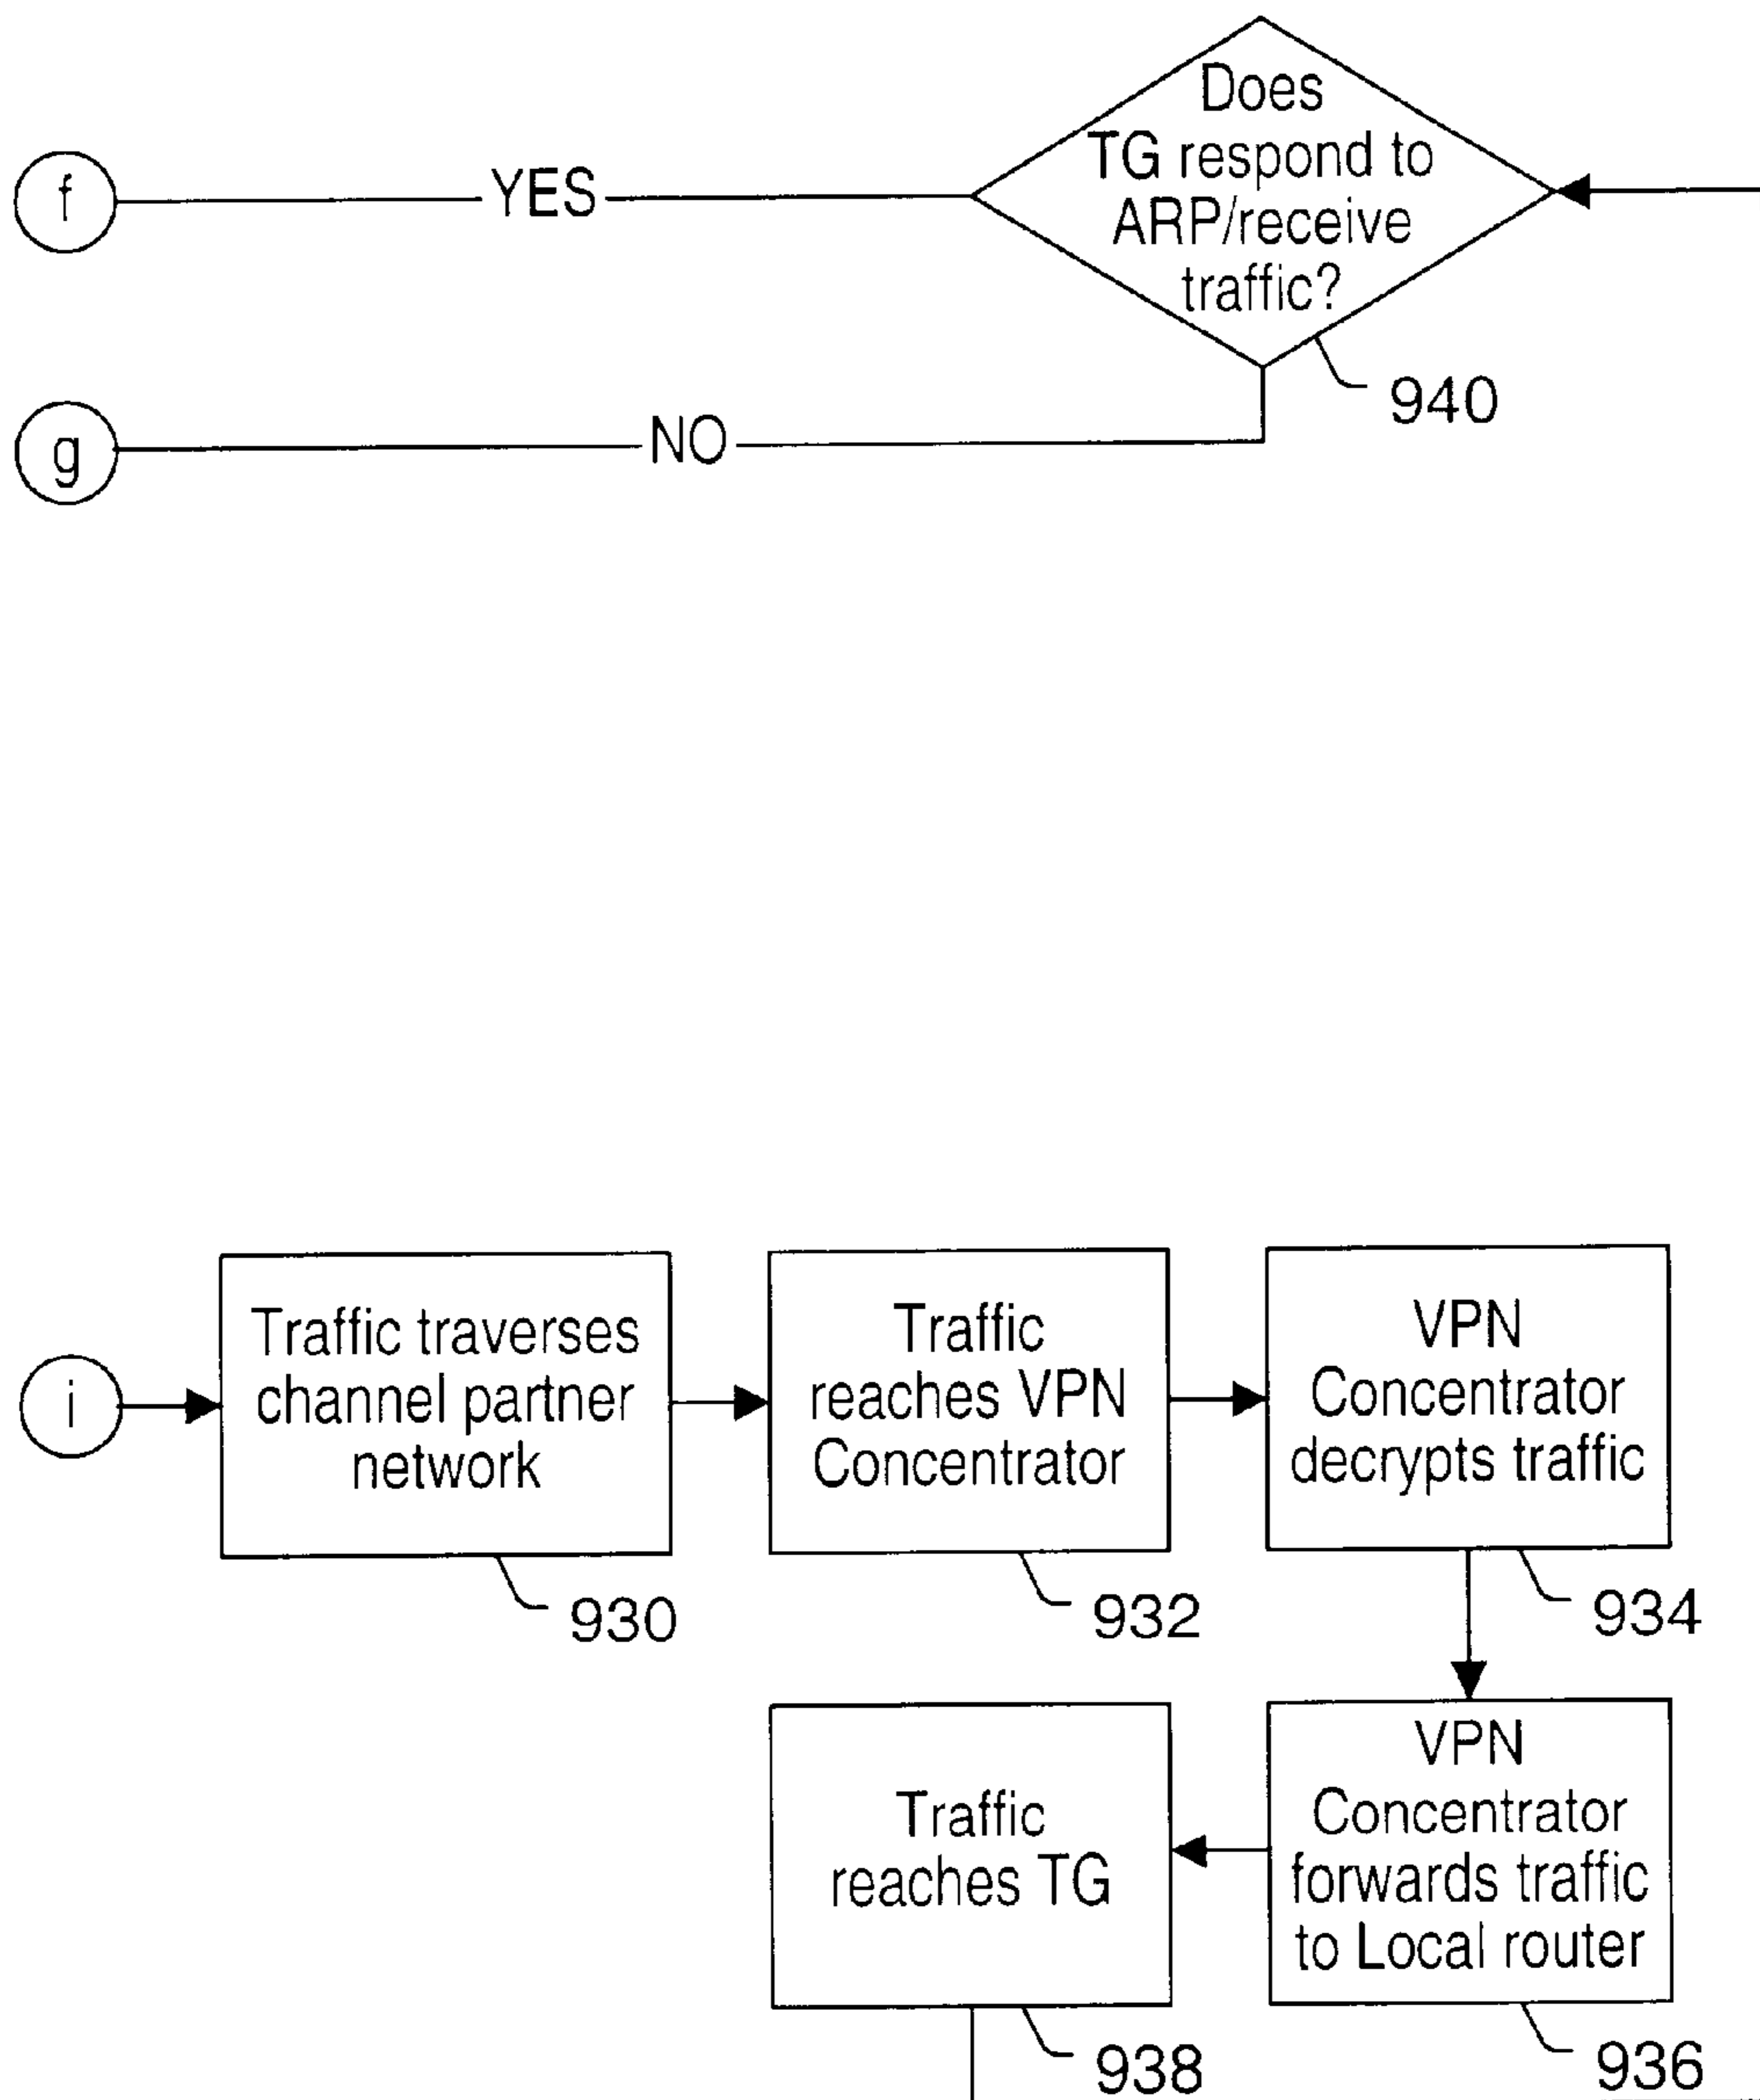 Does
TG respond to
ARP/receive
traffic?
940
f
YES
g
NO
i
Traffic traverses
channel partner
network
930
Traffic
reaches VPN
Concentrator
932
VPN
Concentrator
decrypts traffic
934
VPN
Concentrator
forwards traffic
to Local router
936
Traffic
reaches TG
938